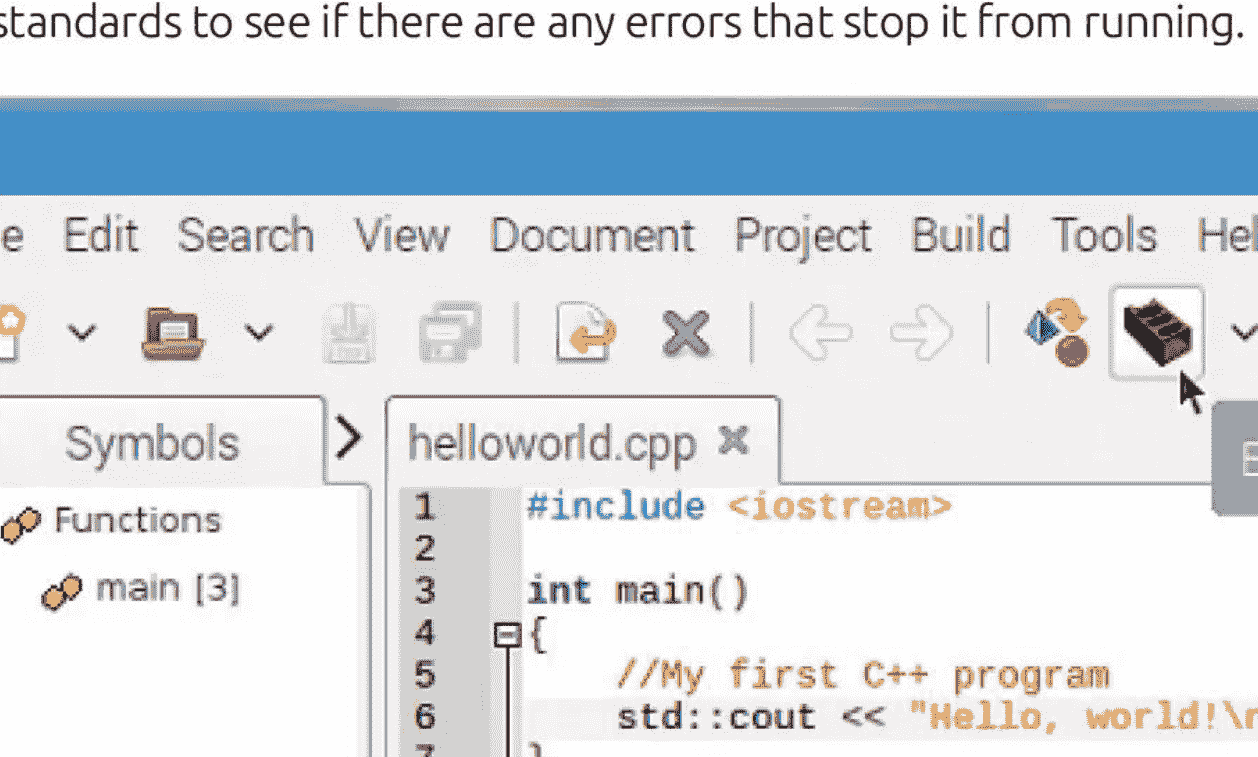 standards to see if there are any errors that stop it from running.
Edit Search View Document Project Build Tools
Symbols
helloworld.cpp
Functions
main [3]
1 #include <iostream>
2
3 int main()
4 {
5 //My first C++ program
6 std::cout << "Hello, world!\n
7 }